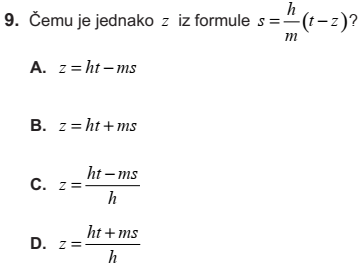 9. Čemu je jednako z iz formule s = h/m (t − z)?
A. z = ht − ms
B. z = ht + ms
C. z = (ht − ms)/h
D. z = (ht + ms)/h